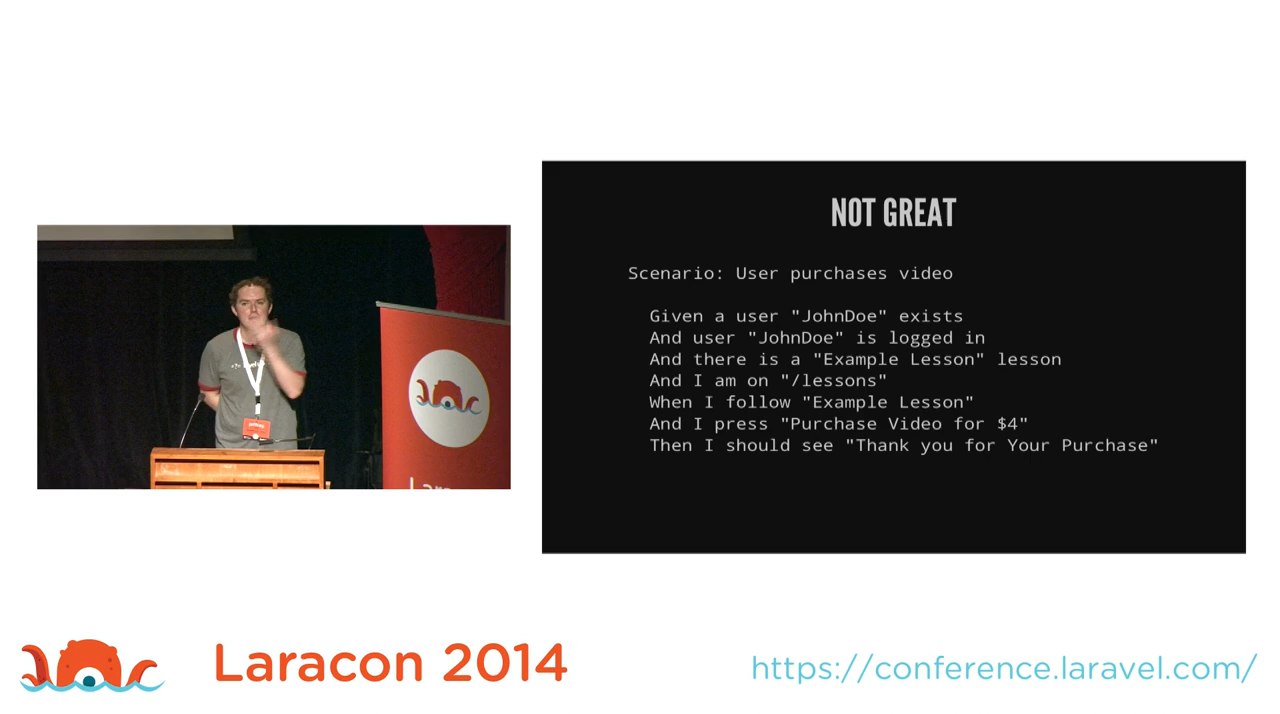 NOT GREAT
Scenario: User purchases video
Given a user "JohnDoe" exists
And user "JohnDoe" is logged in
And there is a "Example Lesson" lesson
And I am on "/lessons"
When I follow "Example Lesson"
And I press "Purchase Video for $4"
Then I should see "Thank you for Your Purchase"
Laracon 2014
https://conference.laravel.com/